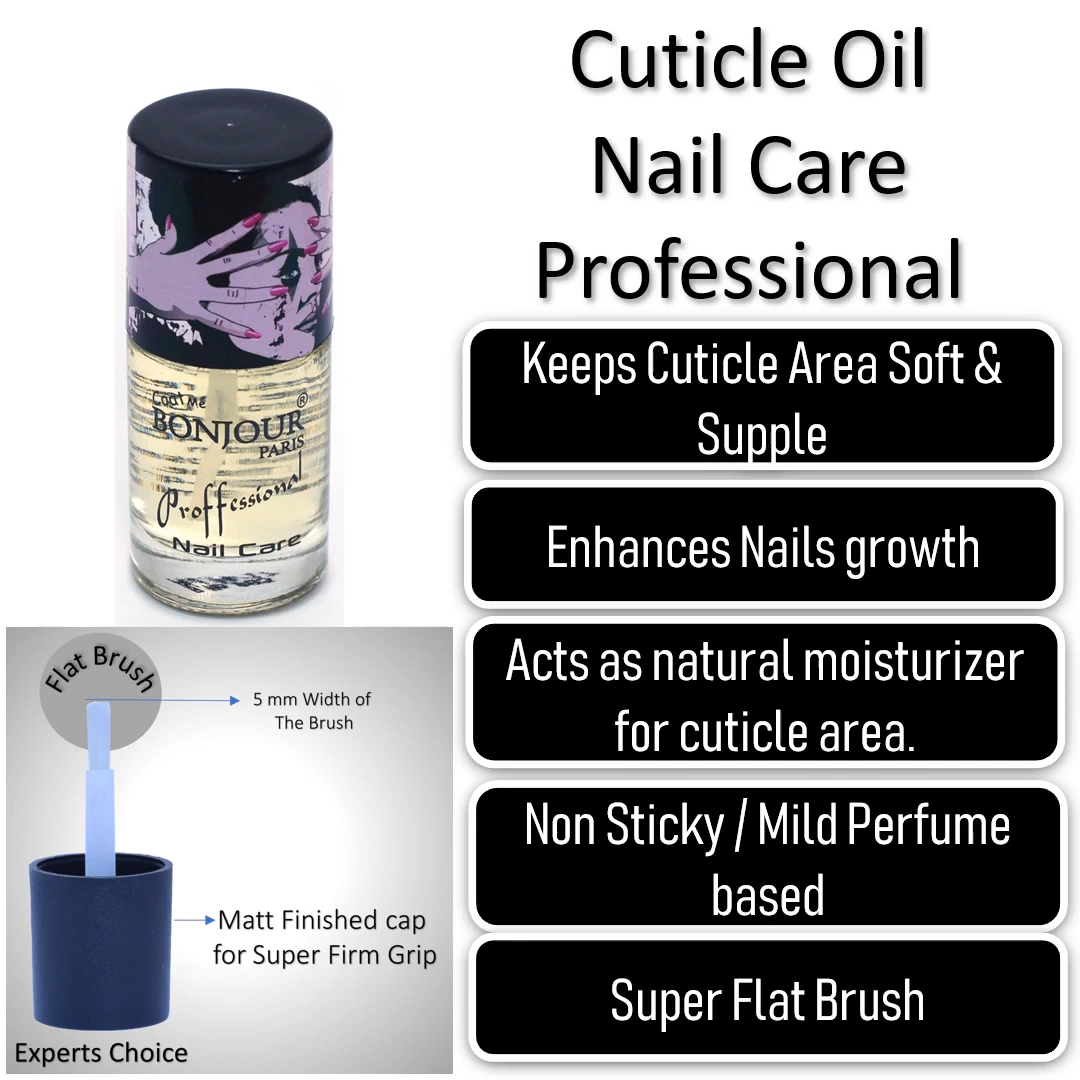 Cuticle Oil
Nail Care
Professional
Coat Me
BONJOUR®
PARIS
Proffessional
Nail Care
Keeps Cuticle Area Soft &
Supple
Enhances Nails growth
Acts as natural moisturizer
for cuticle area.
Non Sticky / Mild Perfume
based
Super Flat Brush
Flat Brush
5 mm Width of
The Brush
Matt Finished cap
for Super Firm Grip
Experts Choice